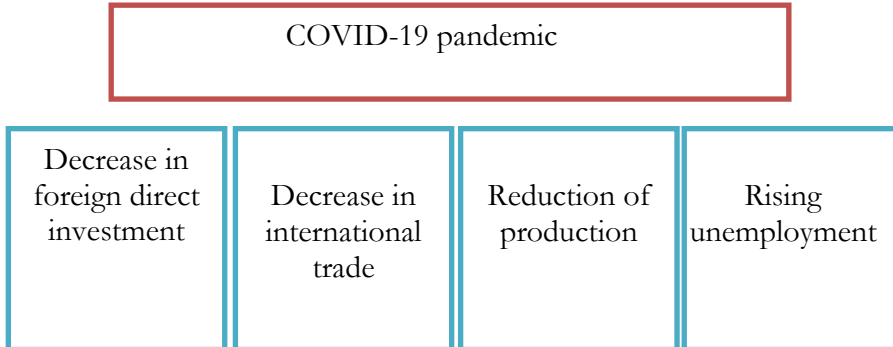 COVID-19 pandemic
Decrease in
foreign direct
investment
Decrease in
international
trade
Reduction of
production
Rising
unemployment